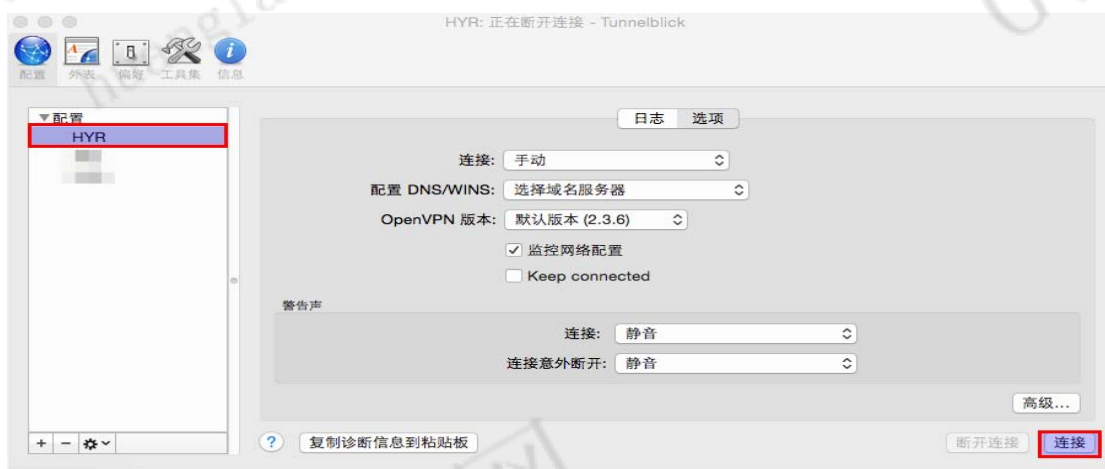 HYR: 正在断开连接 - Tunnelblick
配置 外表 偏好 工具集 信息
▼配置
HYR
日志 选项
连接: 手动
配置 DNS/WINS: 选择域名服务器
OpenVPN 版本: 默认版本 (2.3.6)
监控网络配置
Keep connected
警告声
连接: 静音
连接意外断开: 静音
高级...
+ − ? 复制诊断信息到粘贴板 断开连接 连接